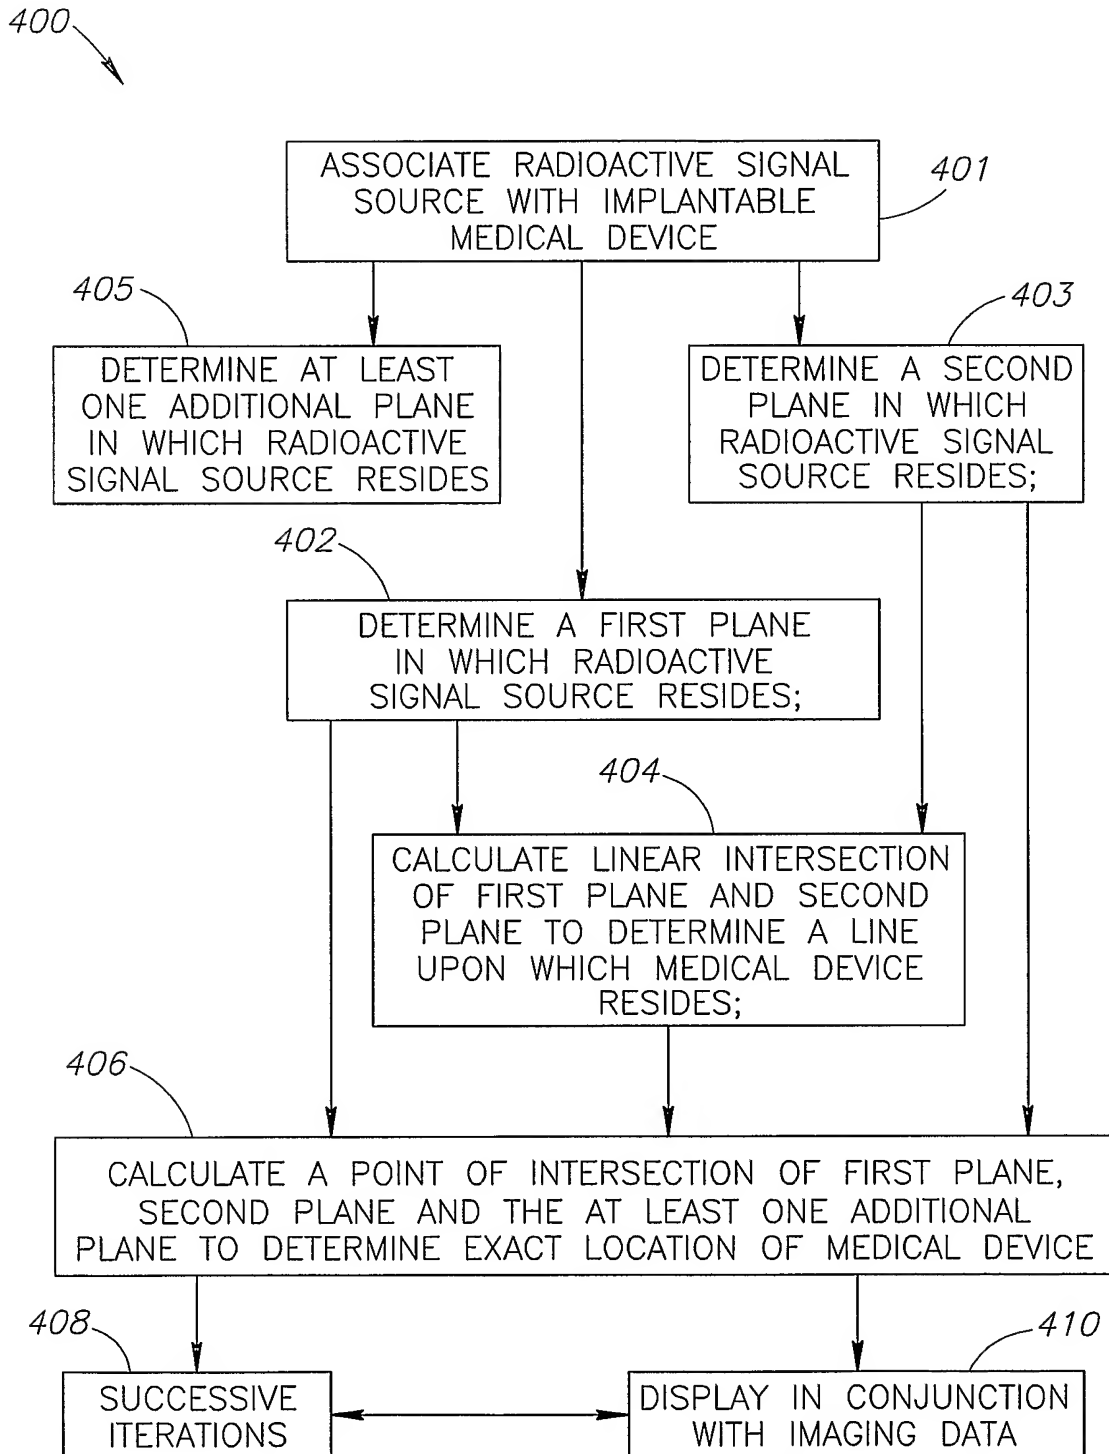 400
ASSOCIATE RADIOACTIVE SIGNAL
SOURCE WITH IMPLANTABLE
MEDICAL DEVICE
401
405
DETERMINE AT LEAST
ONE ADDITIONAL PLANE
IN WHICH RADIOACTIVE
SIGNAL SOURCE RESIDES
403
DETERMINE A SECOND
PLANE IN WHICH
RADIOACTIVE SIGNAL
SOURCE RESIDES;
402
DETERMINE A FIRST PLANE
IN WHICH RADIOACTIVE
SIGNAL SOURCE RESIDES;
404
CALCULATE LINEAR INTERSECTION
OF FIRST PLANE AND SECOND
PLANE TO DETERMINE A LINE
UPON WHICH MEDICAL DEVICE
RESIDES;
406
CALCULATE A POINT OF INTERSECTION OF FIRST PLANE,
SECOND PLANE AND THE AT LEAST ONE ADDITIONAL
PLANE TO DETERMINE EXACT LOCATION OF MEDICAL DEVICE
408
SUCCESSIVE
ITERATIONS
410
DISPLAY IN CONJUNCTION
WITH IMAGING DATA